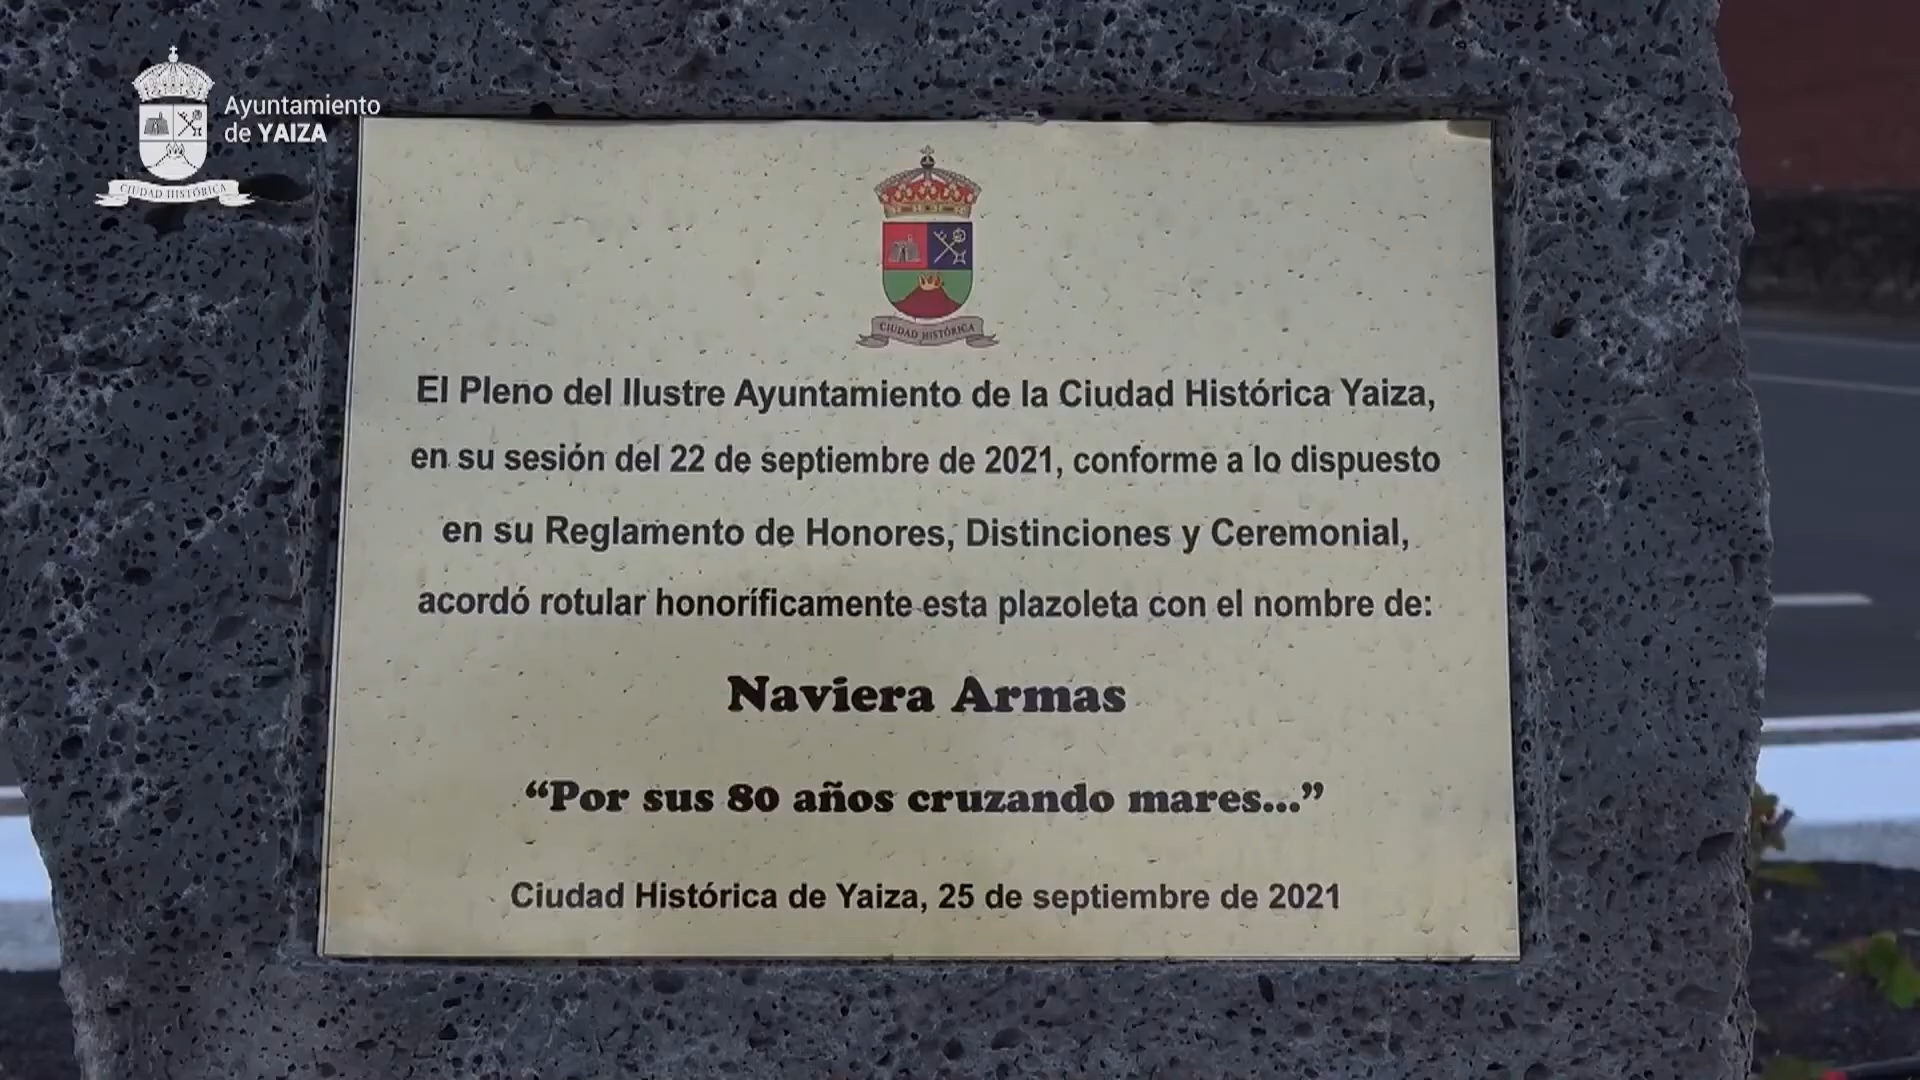 Ayuntamiento
de YAIZA
CIUDAD HISTÓRICA
CIUDAD HISTÓRICA
El Pleno del Ilustre Ayuntamiento de la Ciudad Histórica Yaiza,
en su sesión del 22 de septiembre de 2021, conforme a lo dispuesto
en su Reglamento de Honores, Distinciones y Ceremonial,
acordó rotular honoríficamente esta plazoleta con el nombre de:
Naviera Armas
“Por sus 80 años cruzando mares...”
Ciudad Histórica de Yaiza, 25 de septiembre de 2021